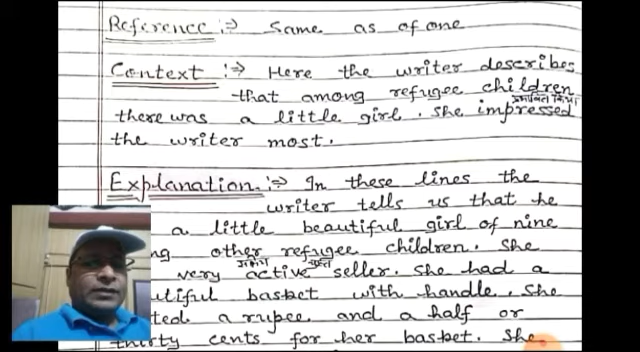 Reference :→ Same as of one
Context :→ Here the writer describes
that among refugee children
प्रभावित किया
there was a little girl. She impressed
the writer most.
Explanation :→ In these lines the
writer tells us that he
a little beautiful girl of nine
other refugee children. She
very active seller. She had a
basket with handle. She
a rupee and a half or
thirty cents for her basket. She